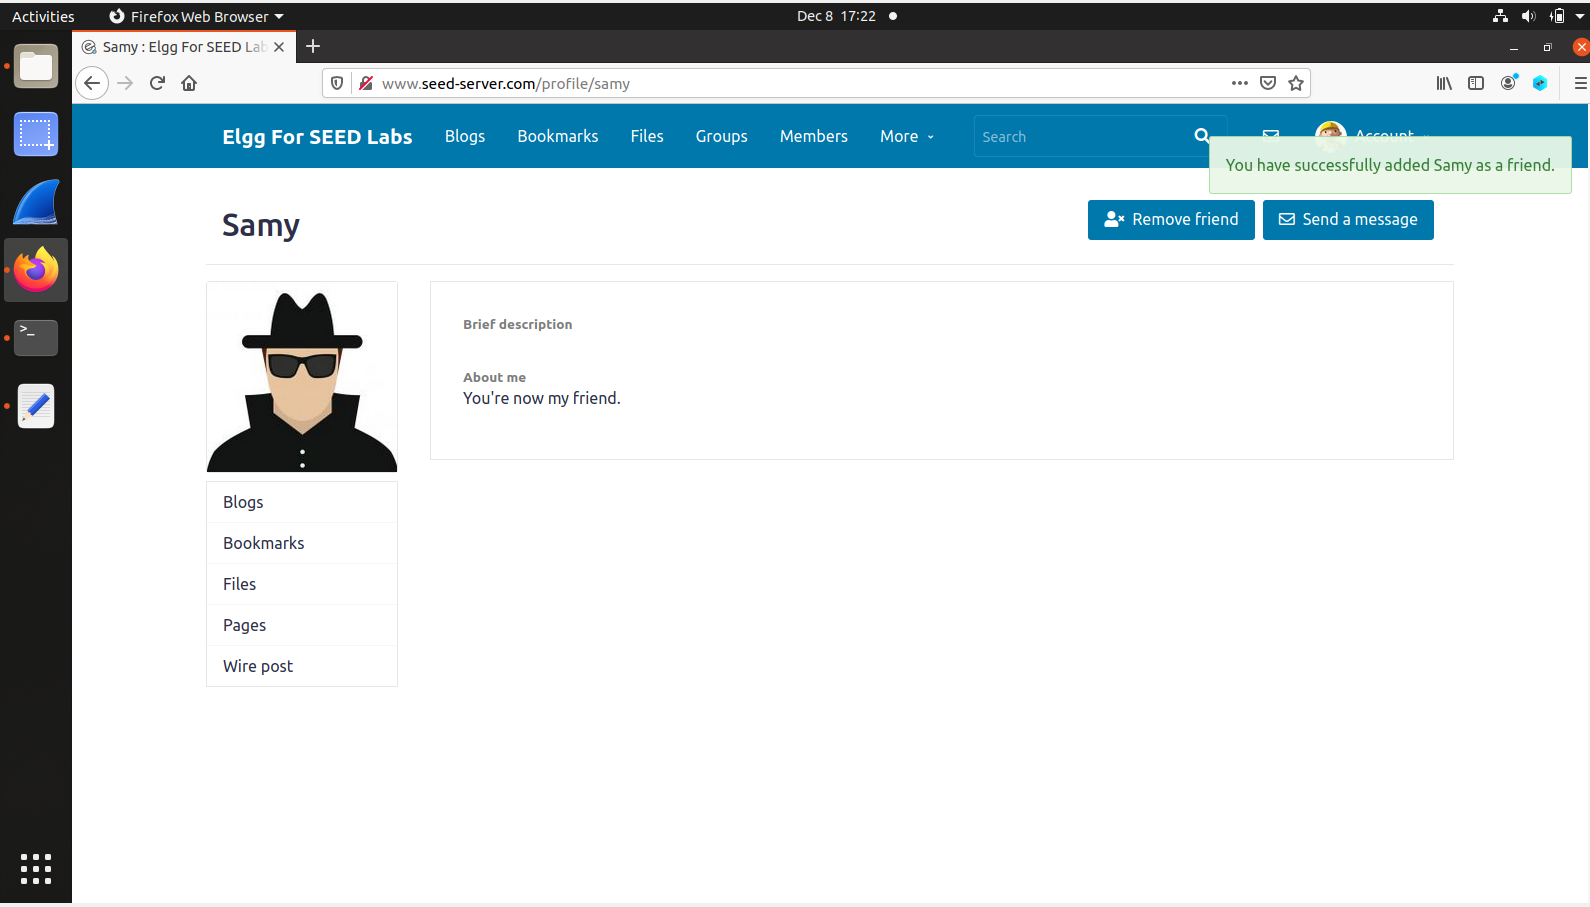 Activities Firefox Web Browser Dec 8 17:22
Samy : Elgg For SEED Lab
www.seed-server.com/profile/samy
Elgg For SEED Labs Blogs Bookmarks Files Groups Members More Search Account
You have successfully added Samy as a friend.
Samy Remove friend Send a message
Brief description
About me
You're now my friend.
Blogs
Bookmarks
Files
Pages
Wire post